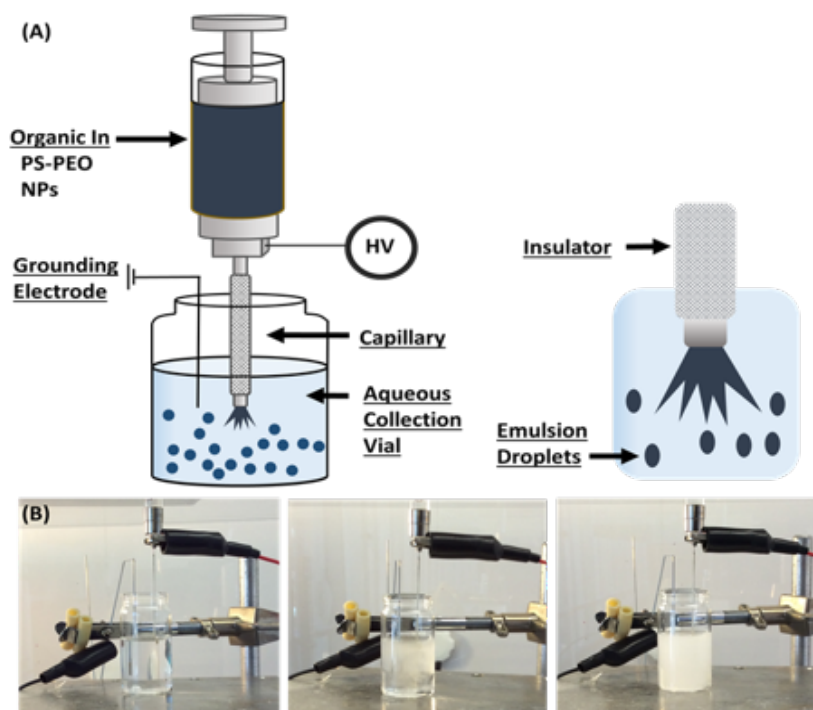 (A)
Organic In
PS-PEO
NPs
HV
Grounding
Electrode
Capillary
Aqueous
Collection
Vial
Insulator
Emulsion
Droplets
(B)